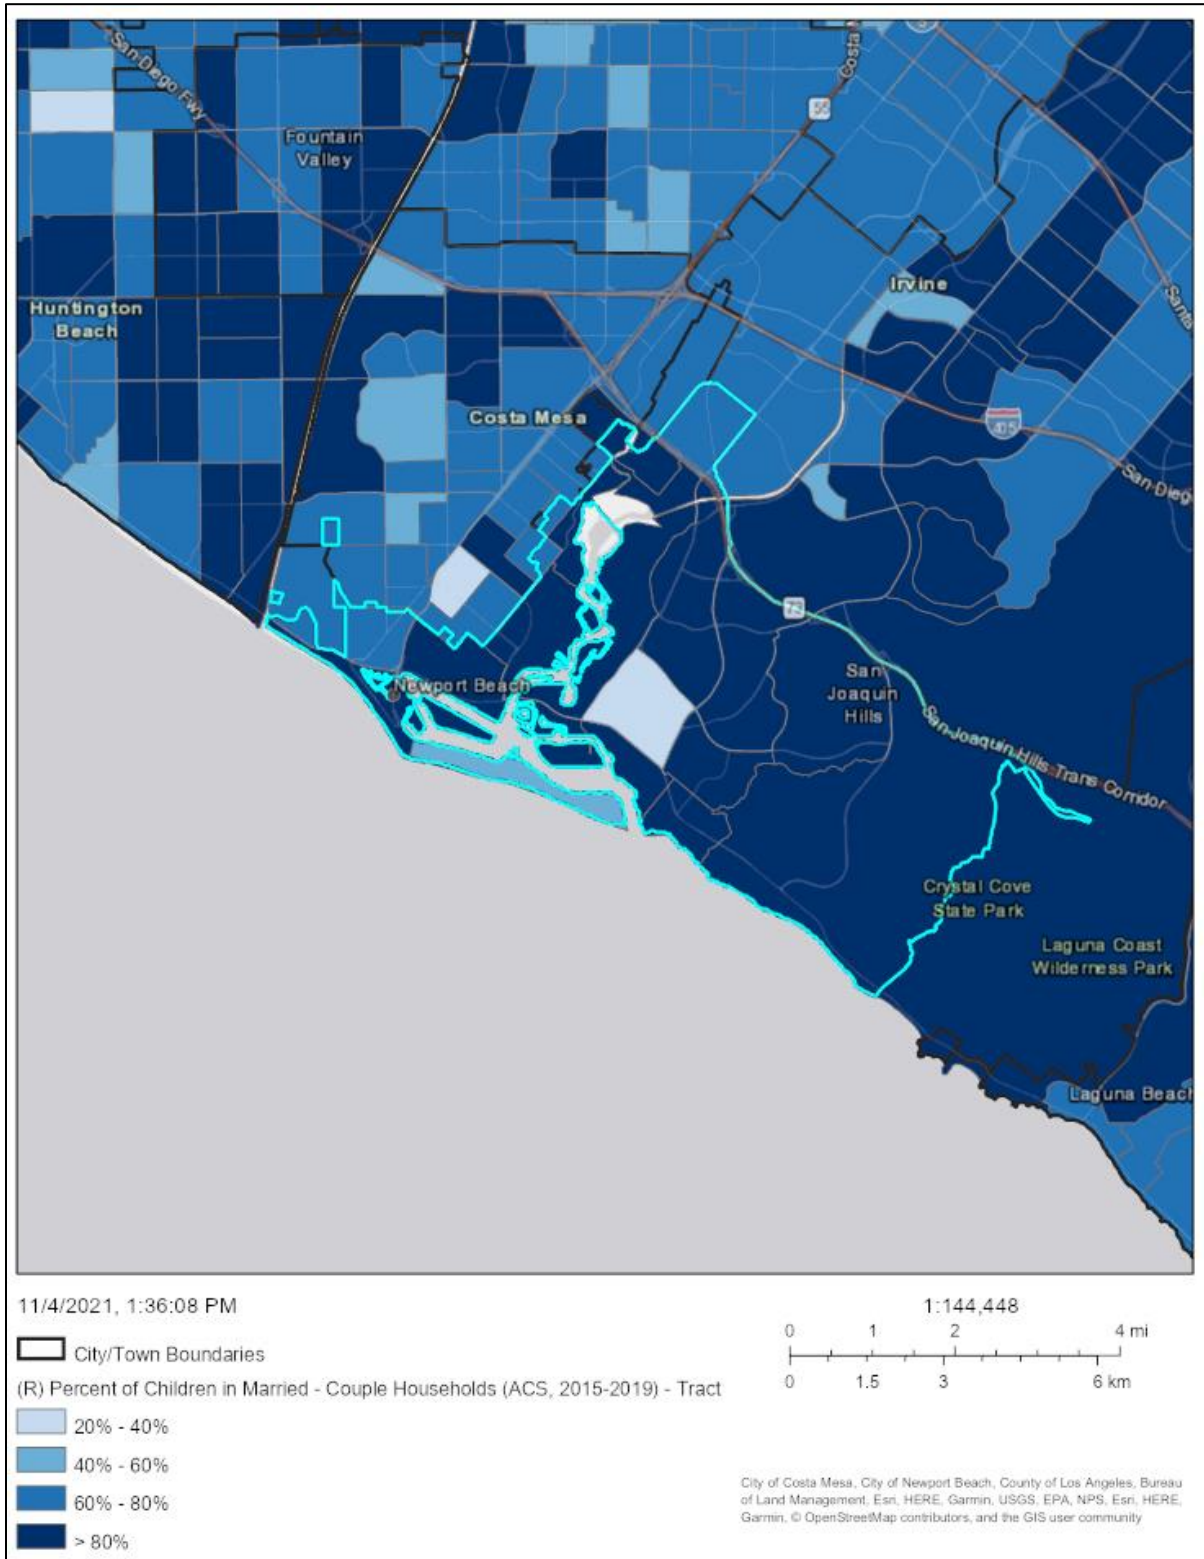 San Diego Fwy
Costa
55
Fountain
Valley
Huntington
Beach
Irvine
Santa
Costa Mesa
405
San Dieg
73
Newport Beach
San
Joaquin
Hills
San Joaquin Hills Trans Corridor
Crystal Cove
State Park
Laguna Coast
Wilderness Park
Laguna Beach
11/4/2021, 1:36:08 PM
1:144,448
0 1 2 4 mi
0 1.5 3 6 km
City/Town Boundaries
(R) Percent of Children in Married - Couple Households (ACS, 2015-2019) - Tract
20% - 40%
40% - 60%
60% - 80%
> 80%
City of Costa Mesa, City of Newport Beach, County of Los Angeles, Bureau
of Land Management, Esri, HERE, Garmin, USGS, EPA, NPS, Esri, HERE,
Garmin, © OpenStreetMap contributors, and the GIS user community